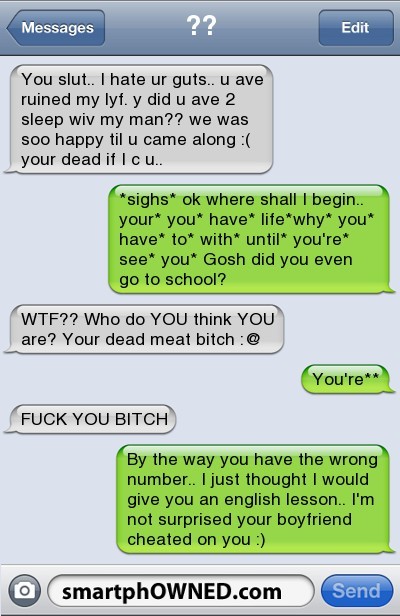 Messages
??
Edit
You slut.. I hate ur guts.. u ave
ruined my lyf. y did u ave 2
sleep wiv my man?? we was
soo happy til u came along :(
your dead if I c u..
*sighs* ok where shall I begin..
your* you* have* life*why* you*
have* to* with* until* you're*
see* you* Gosh did you even
go to school?
WTF?? Who do YOU think YOU
are? Your dead meat bitch :@
You're**
FUCK YOU BITCH
By the way you have the wrong
number.. I just thought I would
give you an english lesson.. I'm
not surprised your boyfriend
cheated on you :)
smartphOWNED.com
Send